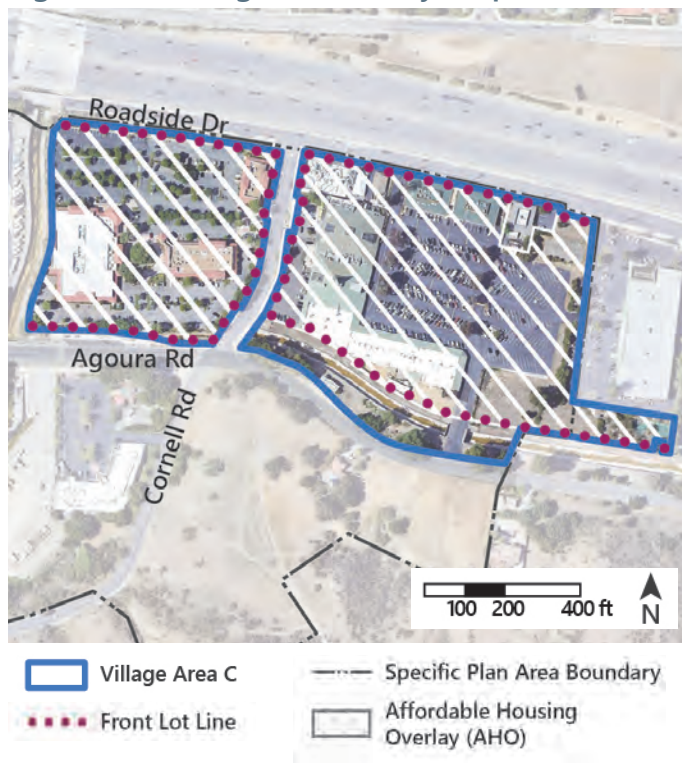 Roadside Dr
Agoura Rd
Cornell Rd
100 200 400 ft
N
Village Area C
Front Lot Line
Specific Plan Area Boundary
Affordable Housing
Overlay (AHO)